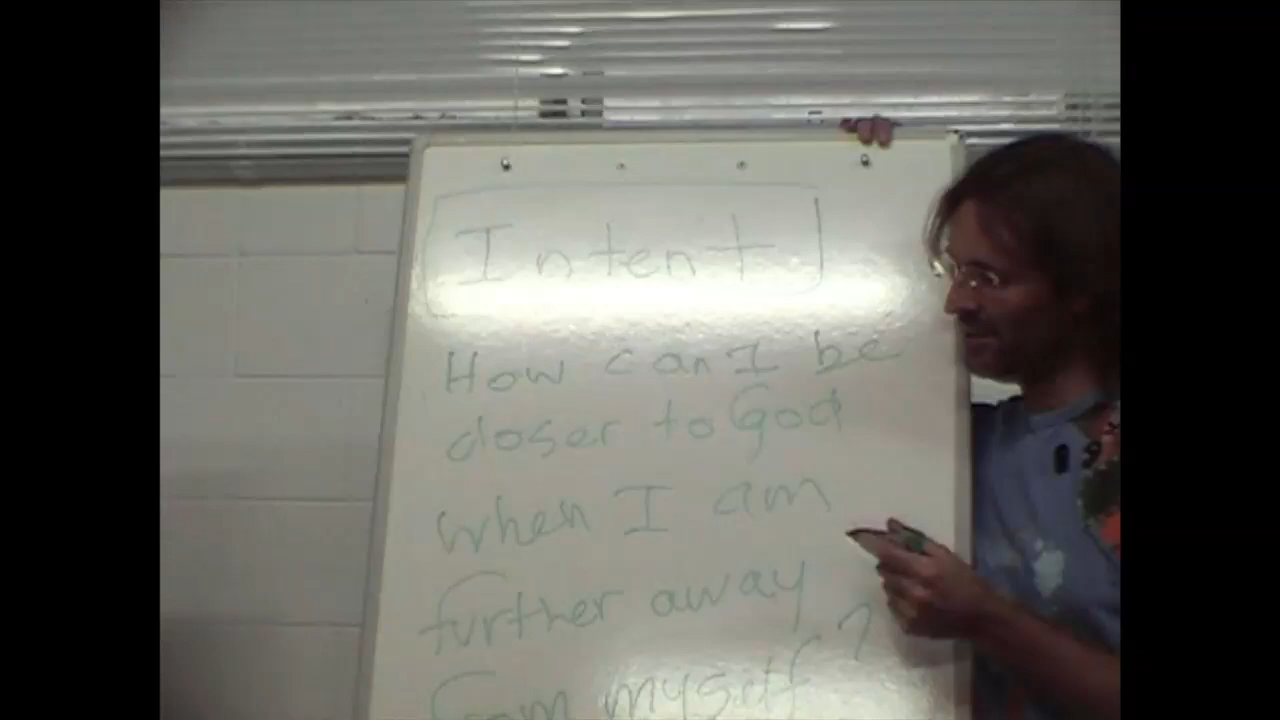 Intent
How can I be
closer to God
when I am
further away
from myself?